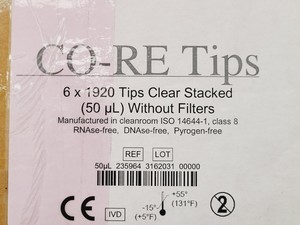 CO-RE Tips
6 x 1920 Tips Clear Stacked
(50 µL) Without Filters
Manufactured in cleanroom ISO 14644-1, class 8
RNAse-free, DNAse-free, Pyrogen-free
REF LOT
50µL 235964 3162031 00000
+55°
-15° (131°F)
CE IVD (+5°F) 2